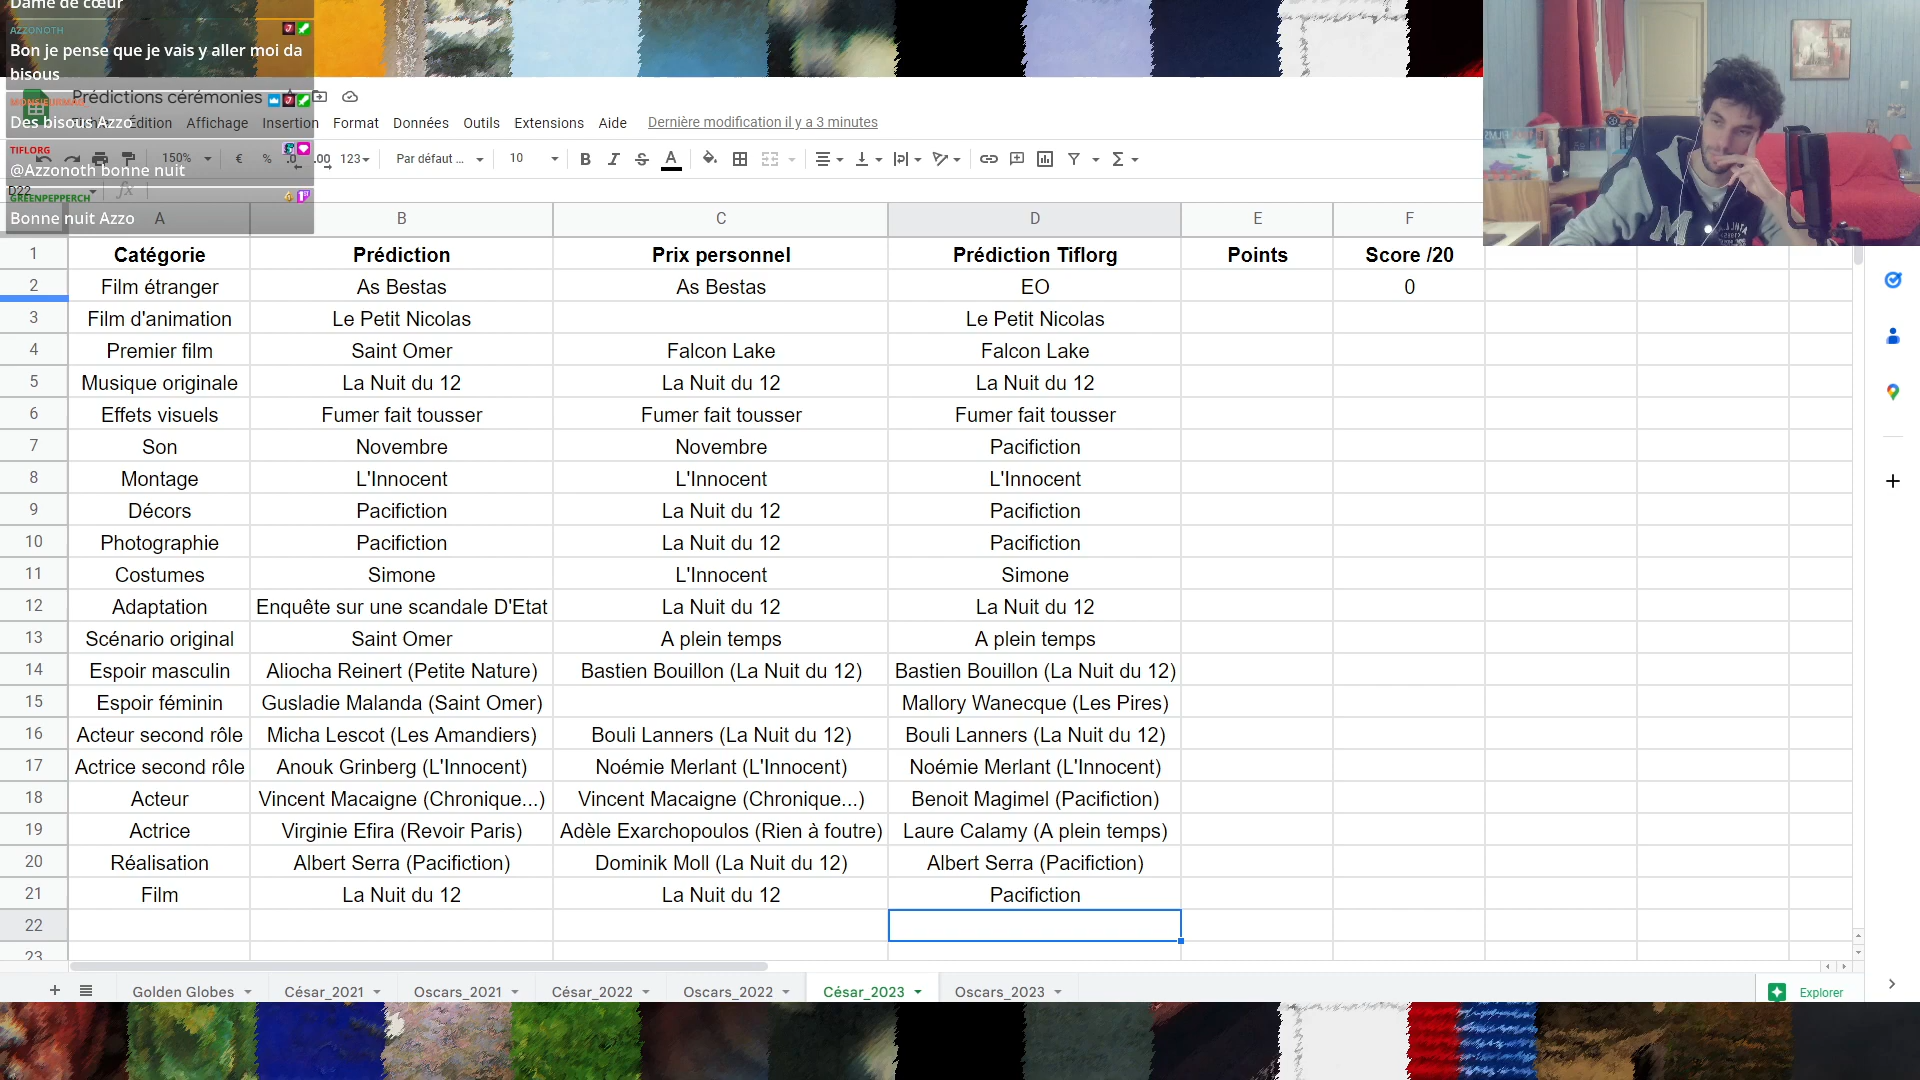 Dame de cœur
AZZONOTH
Bon je pense que je vais y aller moi da
bisous
Prédictions cérémonies
Des bisous Azzo
Édition Affichage Insertion Format Données Outils Extensions Aide Dernière modification il y a 3 minutes
TIFLORG
@Azzonoth bonne nuit
150% € % .0 .00 123 Par défaut ... 10 B I S A
D22 fx
GREENPEPPERCH
Bonne nuit Azzo
A B C D E F
1 Catégorie Prédiction Prix personnel Prédiction Tiflorg Points Score /20
2 Film étranger As Bestas As Bestas EO 0
3 Film d'animation Le Petit Nicolas Le Petit Nicolas
4 Premier film Saint Omer Falcon Lake Falcon Lake
5 Musique originale La Nuit du 12 La Nuit du 12 La Nuit du 12
6 Effets visuels Fumer fait tousser Fumer fait tousser Fumer fait tousser
7 Son Novembre Novembre Pacifiction
8 Montage L'Innocent L'Innocent L'Innocent
9 Décors Pacifiction La Nuit du 12 Pacifiction
10 Photographie Pacifiction La Nuit du 12 Pacifiction
11 Costumes Simone L'Innocent Simone
12 Adaptation Enquête sur une scandale D'Etat La Nuit du 12 La Nuit du 12
13 Scénario original Saint Omer A plein temps A plein temps
14 Espoir masculin Aliocha Reinert (Petite Nature) Bastien Bouillon (La Nuit du 12) Bastien Bouillon (La Nuit du 12)
15 Espoir féminin Gusladie Malanda (Saint Omer) Mallory Wanecque (Les Pires)
16 Acteur second rôle Micha Lescot (Les Amandiers) Bouli Lanners (La Nuit du 12) Bouli Lanners (La Nuit du 12)
17 Actrice second rôle Anouk Grinberg (L'Innocent) Noémie Merlant (L'Innocent) Noémie Merlant (L'Innocent)
18 Acteur Vincent Macaigne (Chronique...) Vincent Macaigne (Chronique...) Benoit Magimel (Pacifiction)
19 Actrice Virginie Efira (Revoir Paris) Adèle Exarchopoulos (Rien à foutre) Laure Calamy (A plein temps)
20 Réalisation Albert Serra (Pacifiction) Dominik Moll (La Nuit du 12) Albert Serra (Pacifiction)
21 Film La Nuit du 12 La Nuit du 12 Pacifiction
22
23
Golden Globes César_2021 Oscars_2021 César_2022 Oscars_2022 César_2023 Oscars_2023 Explorer